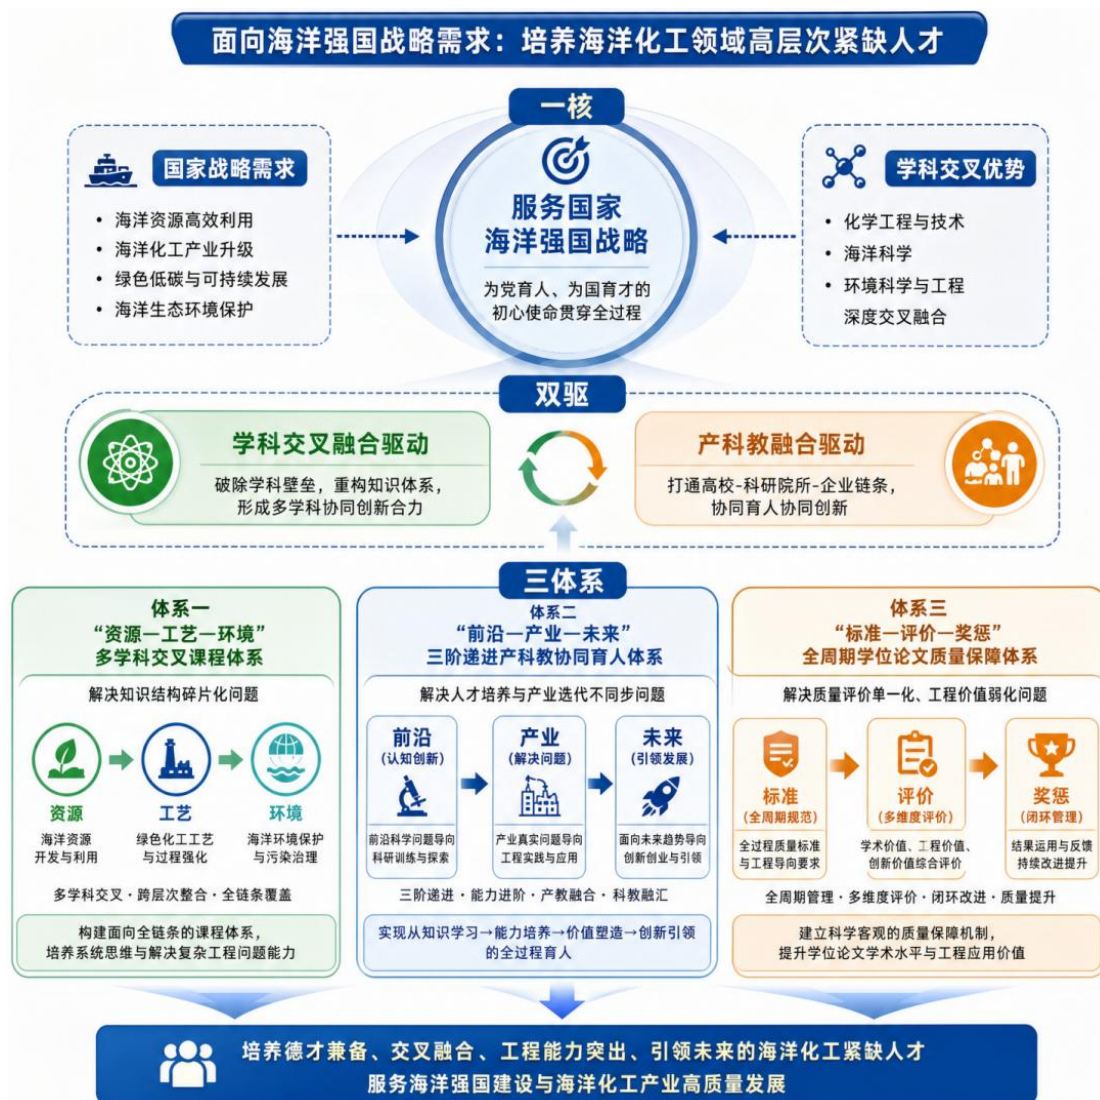 面向海洋强国战略需求：培养海洋化工领域高层次紧缺人才
一核
国家战略需求
• 海洋资源高效利用
• 海洋化工产业升级
• 绿色低碳与可持续发展
• 海洋生态环境保护
服务国家
海洋强国战略
为党育人、为国育才的
初心使命贯穿全过程
学科交叉优势
• 化学工程与技术
• 海洋科学
• 环境科学与工程
深度交叉融合
双驱
学科交叉融合驱动
破除学科壁垒，重构知识体系，
形成多学科协同创新合力
产科教融合驱动
打通高校-科研院所-企业链条，
协同育人协同创新
三体系
体系一
“资源—工艺—环境”
多学科交叉课程体系
解决知识结构碎片化问题
资源
海洋资源
开发与利用
工艺
绿色化工工艺
与过程强化
环境
海洋环境保护
与污染治理
多学科交叉·跨层次整合·全链条覆盖
构建面向全链条的课程体系，
培养系统思维与解决复杂工程问题能力
体系二
“前沿—产业—未来”
三阶递进产科教协同育人体系
解决人才培养与产业迭代不同步问题
前沿
(认知创新)
前沿科学问题导向
科研训练与探索
产业
(解决问题)
产业真实问题导向
工程实践与应用
未来
(引领发展)
面向未来趋势导向
创新创业与引领
三阶递进·能力进阶·产教融合·科教融汇
实现从知识学习→能力培养→价值塑造→创新引领
的全过程育人
体系三
“标准—评价—奖惩”
全周期学位论文质量保障体系
解决质量评价单一化、工程价值弱化问题
标准
(全周期规范)
全过程质量标准
与工程导向要求
评价
(多维度评价)
学术价值、工程价值、
创新价值综合评价
奖惩
(闭环管理)
结果运用与反馈
持续改进提升
全周期管理·多维度评价·闭环改进·质量提升
建立科学客观的质量保障机制，
提升学位论文学术水平与工程应用价值
培养德才兼备、交叉融合、工程能力突出、引领未来的海洋化工紧缺人才
服务海洋强国建设与海洋化工产业高质量发展